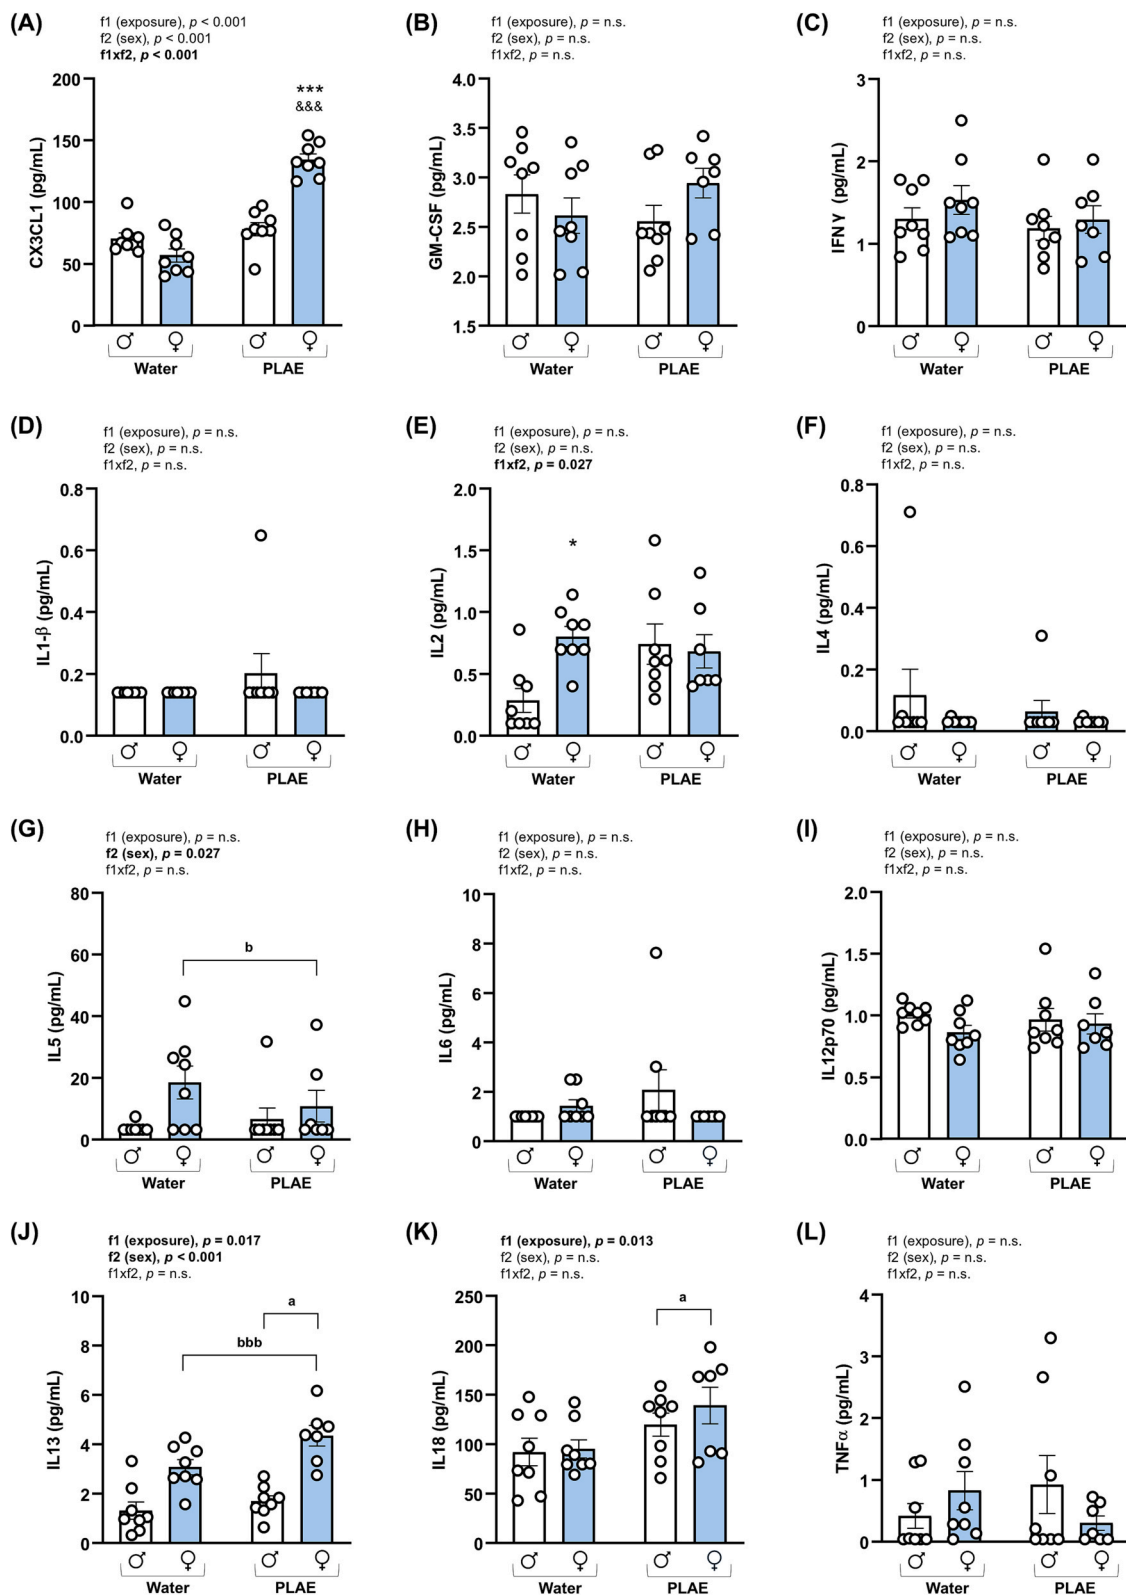 (A)
f1 (exposure), p < 0.001
f2 (sex), p < 0.001
f1xf2, p < 0.001
200
150
100
50
0
CX3CL1 (pg/mL)
***
&&&
♂ ♀ ♂ ♀
Water PLAE
(B)
f1 (exposure), p = n.s.
f2 (sex), p = n.s.
f1xf2, p = n.s.
4.0
3.5
3.0
2.5
2.0
1.5
GM-CSF (pg/mL)
♂ ♀ ♂ ♀
Water PLAE
(C)
f1 (exposure), p = n.s.
f2 (sex), p = n.s.
f1xf2, p = n.s.
3
2
1
0
IFNγ (pg/mL)
♂ ♀ ♂ ♀
Water PLAE
(D)
f1 (exposure), p = n.s.
f2 (sex), p = n.s.
f1xf2, p = n.s.
0.8
0.6
0.4
0.2
0.0
IL1-β (pg/mL)
♂ ♀ ♂ ♀
Water PLAE
(E)
f1 (exposure), p = n.s.
f2 (sex), p = n.s.
f1xf2, p = 0.027
2.0
1.5
1.0
0.5
0.0
IL2 (pg/mL)
*
♂ ♀ ♂ ♀
Water PLAE
(F)
f1 (exposure), p = n.s.
f2 (sex), p = n.s.
f1xf2, p = n.s.
0.8
0.6
0.4
0.2
0.0
IL4 (pg/mL)
♂ ♀ ♂ ♀
Water PLAE
(G)
f1 (exposure), p = n.s.
f2 (sex), p = 0.027
f1xf2, p = n.s.
80
60
40
20
0
IL5 (pg/mL)
b
♂ ♀ ♂ ♀
Water PLAE
(H)
f1 (exposure), p = n.s.
f2 (sex), p = n.s.
f1xf2, p = n.s.
10
8
6
4
2
0
IL6 (pg/mL)
♂ ♀ ♂ ♀
Water PLAE
(I)
f1 (exposure), p = n.s.
f2 (sex), p = n.s.
f1xf2, p = n.s.
2.0
1.5
1.0
0.5
0.0
IL12p70 (pg/mL)
♂ ♀ ♂ ♀
Water PLAE
(J)
f1 (exposure), p = 0.017
f2 (sex), p < 0.001
f1xf2, p = n.s.
10
8
6
4
2
0
IL13 (pg/mL)
a
bbb
♂ ♀ ♂ ♀
Water PLAE
(K)
f1 (exposure), p = 0.013
f2 (sex), p = n.s.
f1xf2, p = n.s.
250
200
150
100
50
0
IL18 (pg/mL)
a
♂ ♀ ♂ ♀
Water PLAE
(L)
f1 (exposure), p = n.s.
f2 (sex), p = n.s.
f1xf2, p = n.s.
4
3
2
1
0
TNFα (pg/mL)
♂ ♀ ♂ ♀
Water PLAE